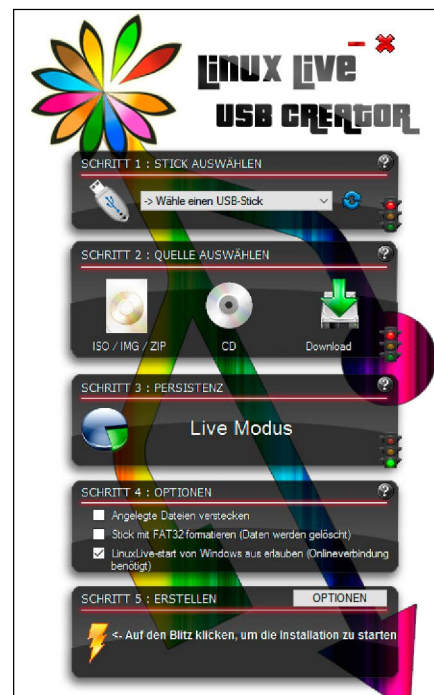 LINUX LIVE
USB CREATOR
SCHRITT 1 : STICK AUSWÄHLEN
?
-> Wähle einen USB-Stick
SCHRITT 2 : QUELLE AUSWÄHLEN
?
ISO / IMG / ZIP
CD
Download
SCHRITT 3 : PERSISTENZ
?
Live Modus
SCHRITT 4 : OPTIONEN
?
Angelegte Dateien verstecken
Stick mit FAT32 formatieren (Daten werden gelöscht)
LinuxLive-start von Windows aus erlauben (Onlineverbindung
benötigt)
SCHRITT 5 : ERSTELLEN
OPTIONEN
<- Auf den Blitz klicken, um die Installation zu starten